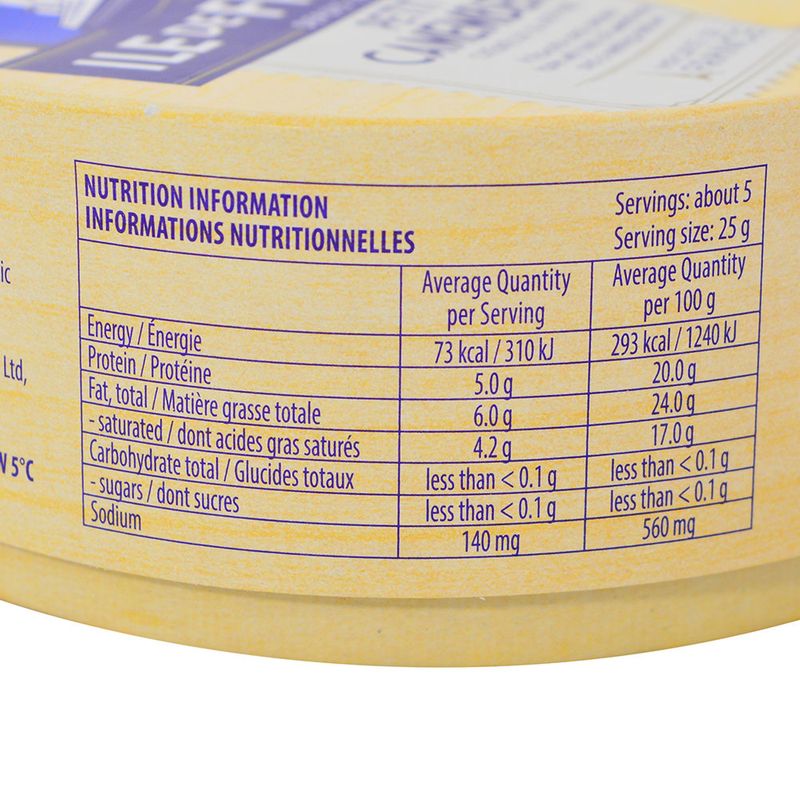 ILE DE F
NUTRITION INFORMATION
INFORMATIONS NUTRITIONNELLES
Servings: about 5
Serving size: 25 g
Average Quantity per Serving
Average Quantity per 100 g
Energy / Énergie 73 kcal / 310 kJ 293 kcal / 1240 kJ
Protein / Protéine 5.0 g 20.0 g
Fat, total / Matière grasse totale 6.0 g 24.0 g
- saturated / dont acides gras saturés 4.2 g 17.0 g
Carbohydrate total / Glucides totaux less than < 0.1 g less than < 0.1 g
- sugars / dont sucres less than < 0.1 g less than < 0.1 g
Sodium 140 mg 560 mg
ic
Ltd,
5°C